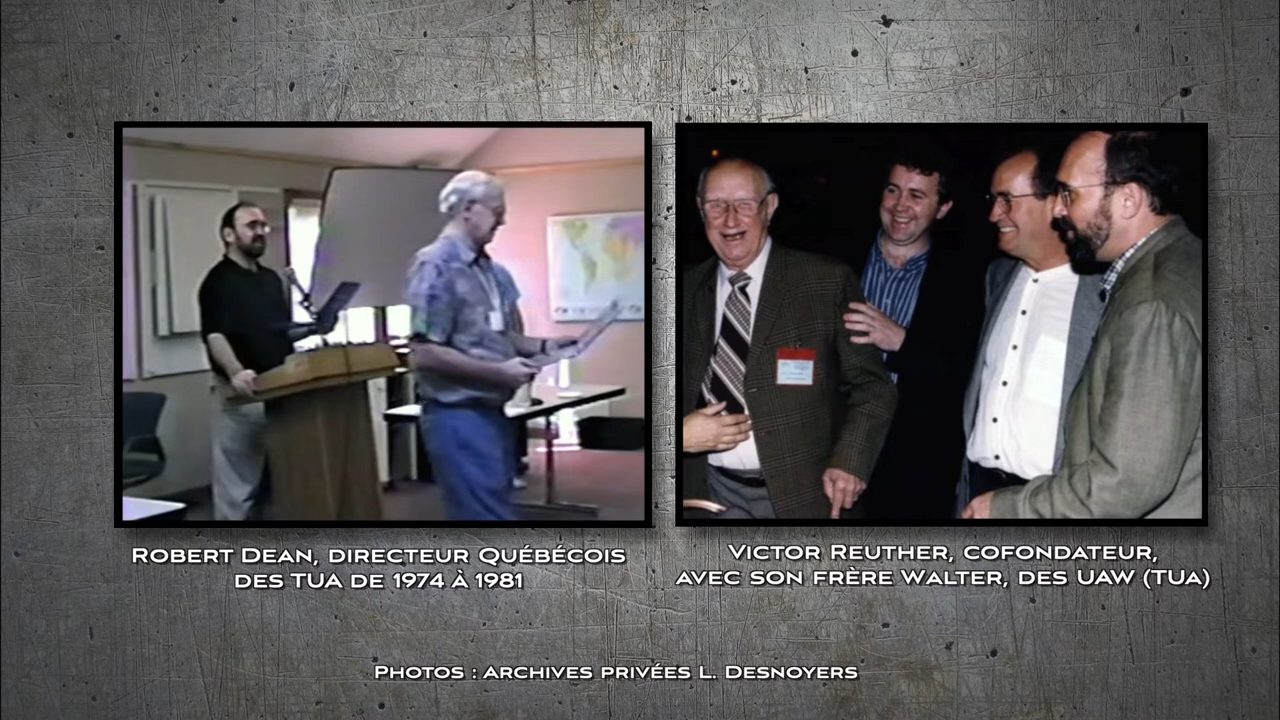 Robert Dean, directeur Québécois
des TUA de 1974 à 1981
Victor Reuther, cofondateur,
avec son frère Walter, des UAW (TUA)
Photos : archives privées L. Desnoyers